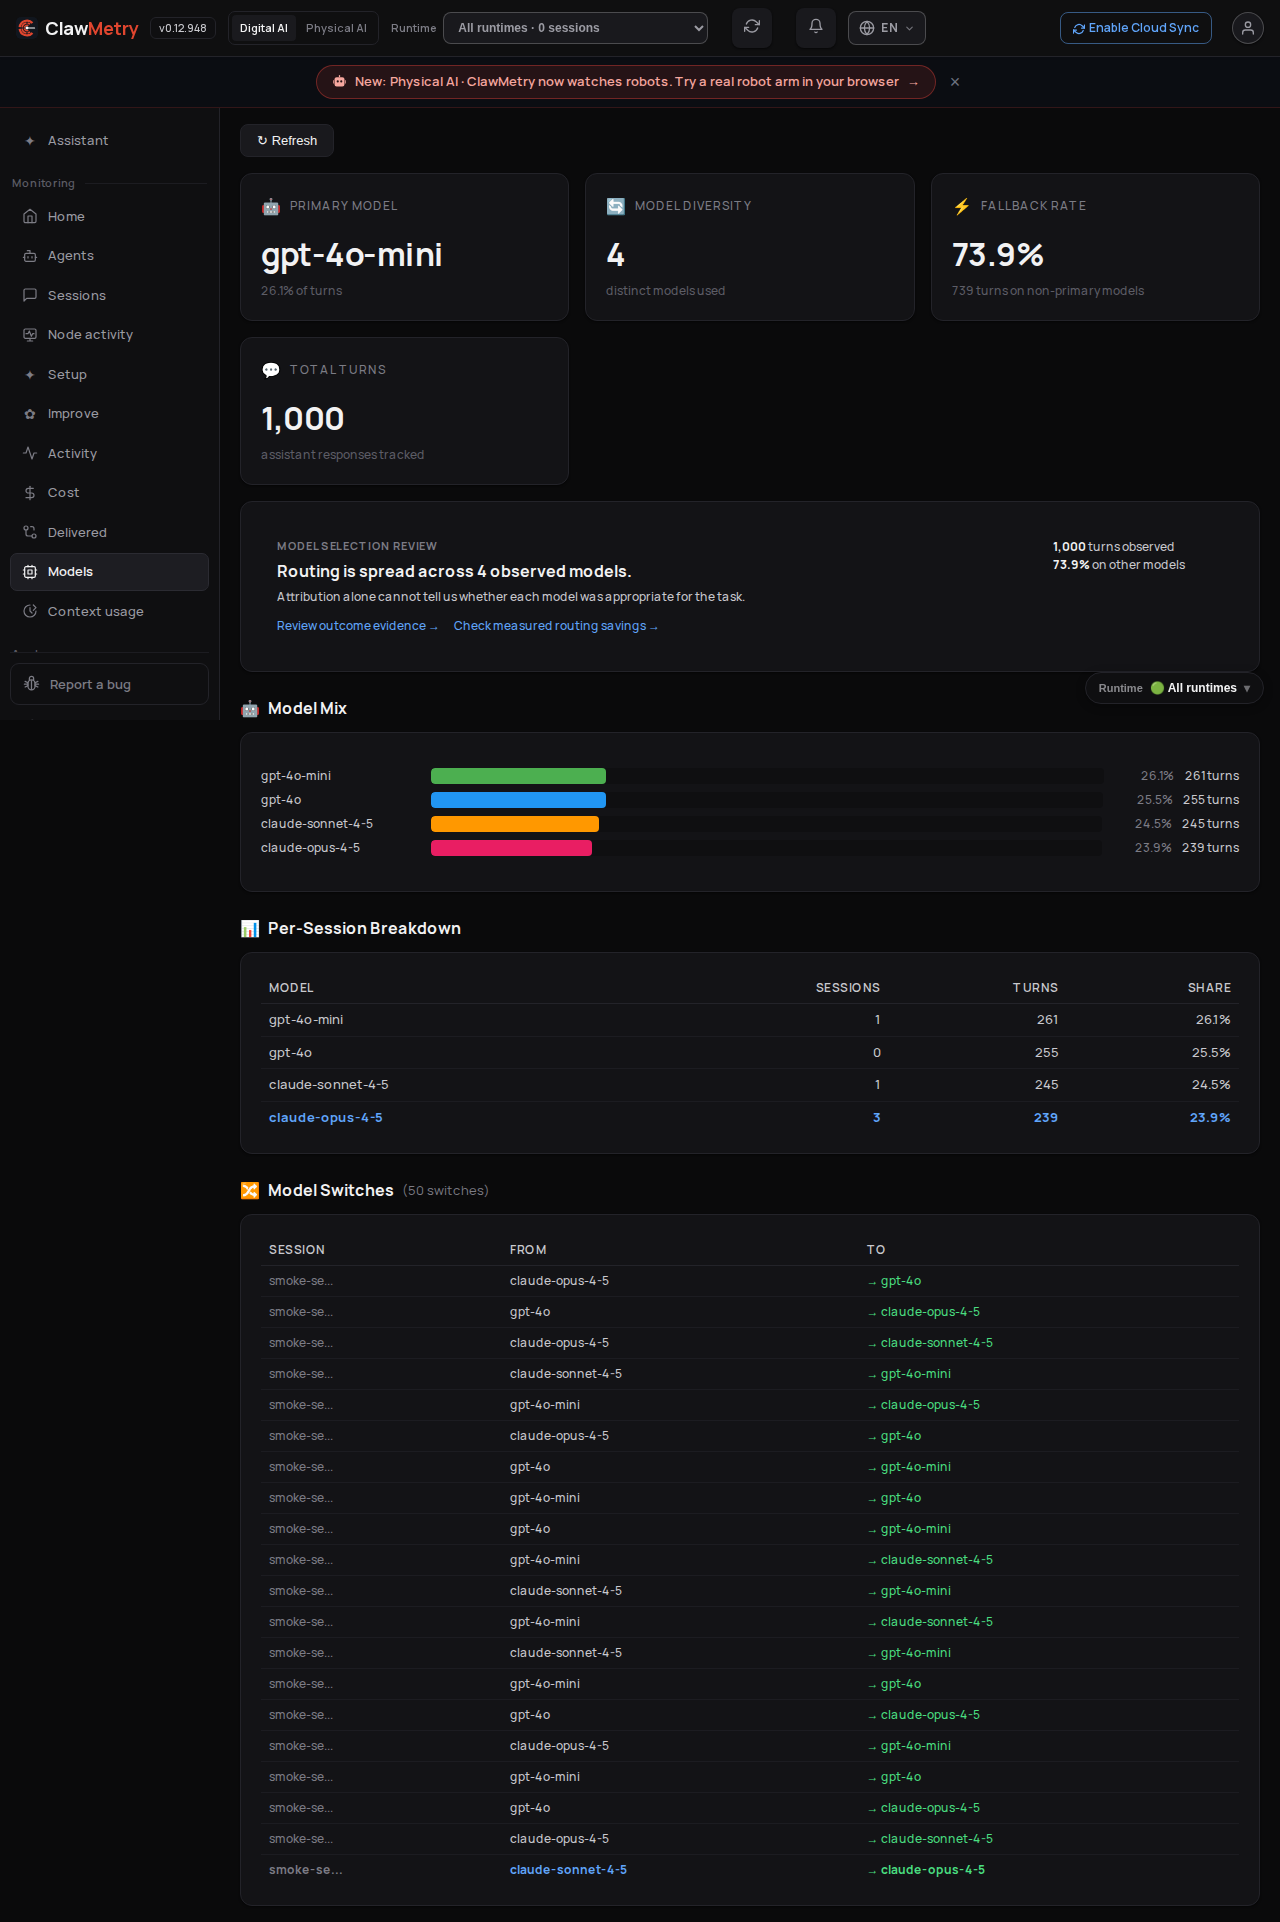 ClawMetry v0.12.948 Digital AI Physical AI Runtime All runtimes · 0 sessions EN Enable Cloud Sync
New: Physical AI · ClawMetry now watches robots. Try a real robot arm in your browser → ×
Assistant
Monitoring
Home
Agents
Sessions
Node activity
Setup
Improve
Activity
Cost
Delivered
Models
Context usage
Report a bug
↻ Refresh
PRIMARY MODEL
gpt-4o-mini
26.1% of turns
MODEL DIVERSITY
4
distinct models used
FALLBACK RATE
73.9%
739 turns on non-primary models
TOTAL TURNS
1,000
assistant responses tracked
MODEL SELECTION REVIEW
Routing is spread across 4 observed models.
Attribution alone cannot tell us whether each model was appropriate for the task.
Review outcome evidence → Check measured routing savings →
1,000 turns observed
73.9% on other models
Runtime All runtimes ▾
Model Mix
gpt-4o-mini 26.1% 261 turns
gpt-4o 25.5% 255 turns
claude-sonnet-4-5 24.5% 245 turns
claude-opus-4-5 23.9% 239 turns
Per-Session Breakdown
MODEL SESSIONS TURNS SHARE
gpt-4o-mini 1 261 26.1%
gpt-4o 0 255 25.5%
claude-sonnet-4-5 1 245 24.5%
claude-opus-4-5 3 239 23.9%
Model Switches (50 switches)
SESSION FROM TO
smoke-se... claude-opus-4-5 → gpt-4o
smoke-se... gpt-4o → claude-opus-4-5
smoke-se... claude-opus-4-5 → claude-sonnet-4-5
smoke-se... claude-sonnet-4-5 → gpt-4o-mini
smoke-se... gpt-4o-mini → claude-opus-4-5
smoke-se... claude-opus-4-5 → gpt-4o
smoke-se... gpt-4o → gpt-4o-mini
smoke-se... gpt-4o-mini → gpt-4o
smoke-se... gpt-4o → gpt-4o-mini
smoke-se... gpt-4o-mini → claude-sonnet-4-5
smoke-se... claude-sonnet-4-5 → gpt-4o-mini
smoke-se... gpt-4o-mini → claude-sonnet-4-5
smoke-se... claude-sonnet-4-5 → gpt-4o-mini
smoke-se... gpt-4o-mini → gpt-4o
smoke-se... gpt-4o → claude-opus-4-5
smoke-se... claude-opus-4-5 → gpt-4o-mini
smoke-se... gpt-4o-mini → gpt-4o
smoke-se... gpt-4o → claude-opus-4-5
smoke-se... claude-opus-4-5 → claude-sonnet-4-5
smoke-se... claude-sonnet-4-5 → claude-opus-4-5